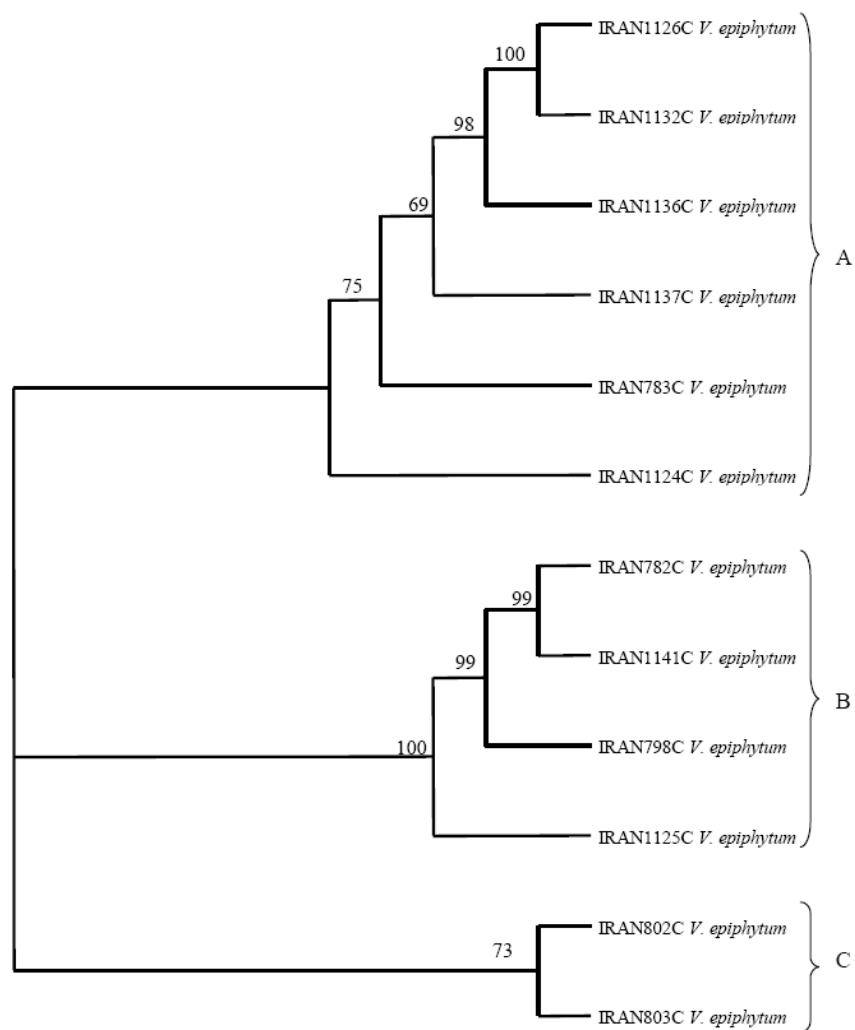 IRAN1126C V. epiphytum
100
IRAN1132C V. epiphytum
98
IRAN1136C V. epiphytum
69
A
75
IRAN1137C V. epiphytum
IRAN783C V. epiphytum
IRAN1124C V. epiphytum
IRAN782C V. epiphytum
99
IRAN1141C V. epiphytum
99
B
100
IRAN798C V. epiphytum
IRAN1125C V. epiphytum
IRAN802C V. epiphytum
73
C
IRAN803C V. epiphytum